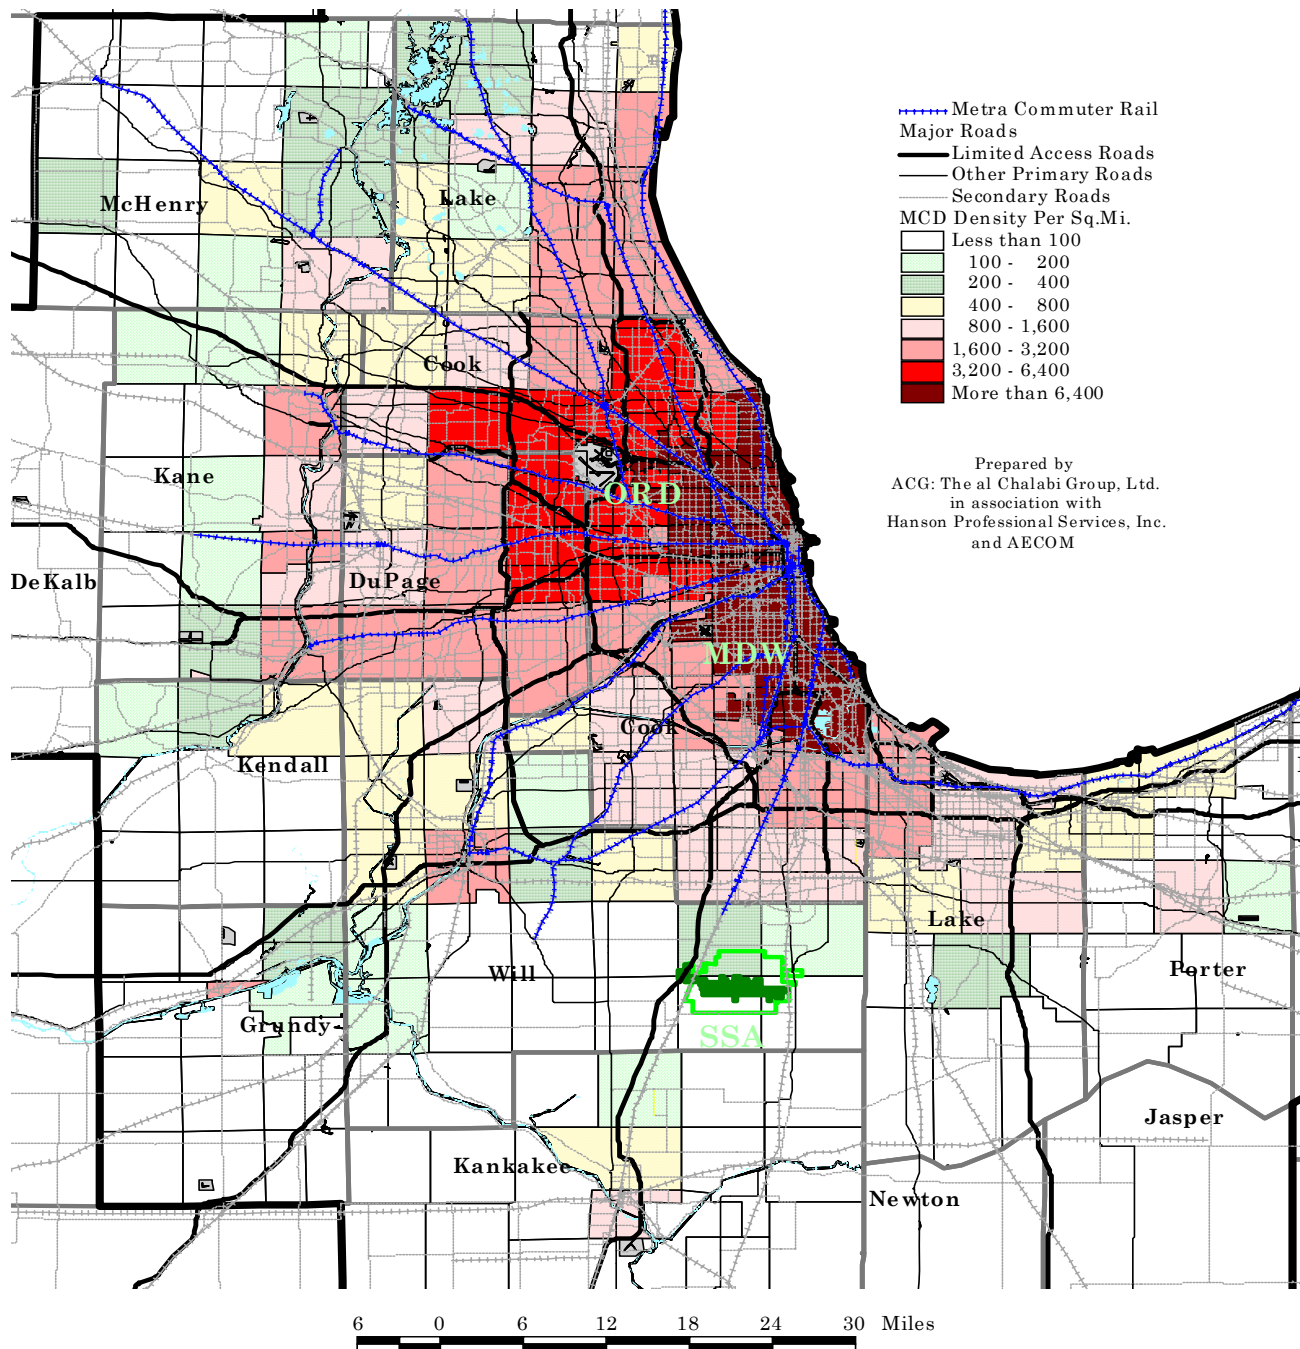 Metra Commuter Rail
Major Roads
Limited Access Roads
Other Primary Roads
Secondary Roads
MCD Density Per Sq.Mi.
Less than 100
100 - 200
200 - 400
400 - 800
800 - 1,600
1,600 - 3,200
3,200 - 6,400
More than 6,400
McHenry
Lake
Cook
Prepared by
ACG: The al Chalabi Group, Ltd.
in association with
Hanson Professional Services, Inc.
and AECOM
Kane
ORD
DeKalb
DuPage
MDW
Cook
Kendall
Lake
Will
Porter
Grundy
SSA
Jasper
Kankakee
Newton
6 0 6 12 18 24 30 Miles